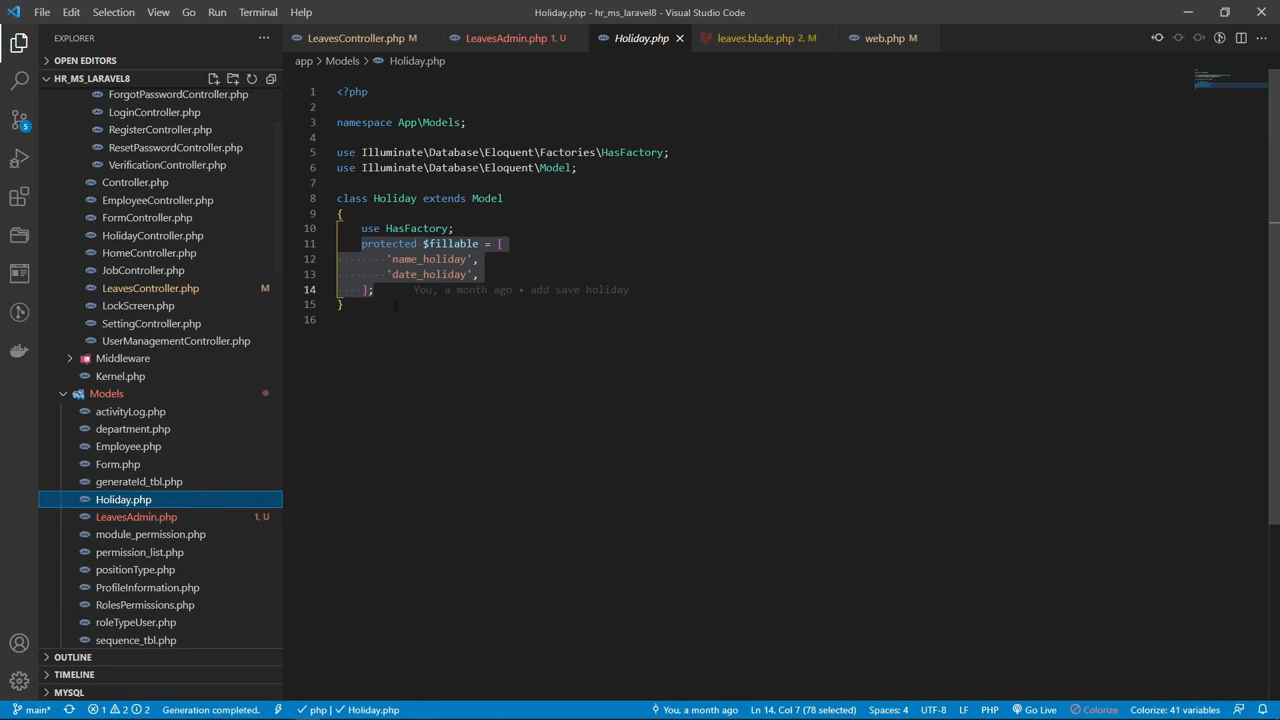 File Edit Selection View Go Run Terminal Help
Holiday.php - hr_ms_laravel8 - Visual Studio Code
EXPLORER
LeavesController.php M
LeavesAdmin.php 1, U
Holiday.php
leaves.blade.php 2, M
web.php M
OPEN EDITORS
HR_MS_LARAVEL8
ForgotPasswordController.php
LoginController.php
RegisterController.php
ResetPasswordController.php
VerificationController.php
Controller.php
EmployeeController.php
FormController.php
HolidayController.php
HomeController.php
JobController.php
LeavesController.php M
LockScreen.php
SettingController.php
UserManagementController.php
Middleware
Kernel.php
Models
activityLog.php
department.php
Employee.php
Form.php
generateId_tbl.php
Holiday.php
LeavesAdmin.php 1, U
module_permission.php
permission_list.php
positionType.php
ProfileInformation.php
RolesPermissions.php
roleTypeUser.php
sequence_tbl.php
OUTLINE
TIMELINE
MYSQL
5
app > Models > Holiday.php
1 <?php
2
3 namespace App\Models;
4
5 use Illuminate\Database\Eloquent\Factories\HasFactory;
6 use Illuminate\Database\Eloquent\Model;
7
8 class Holiday extends Model
9 {
10 use HasFactory;
11 protected $fillable = [
12 'name_holiday',
13 'date_holiday',
14 ]; You, a month ago • add save holiday
15 }
16
main* 1 2 2 Generation completed. php | Holiday.php You, a month ago Ln 14, Col 7 (78 selected) Spaces: 4 UTF-8 LF PHP Go Live Colorize Colorize: 41 variables